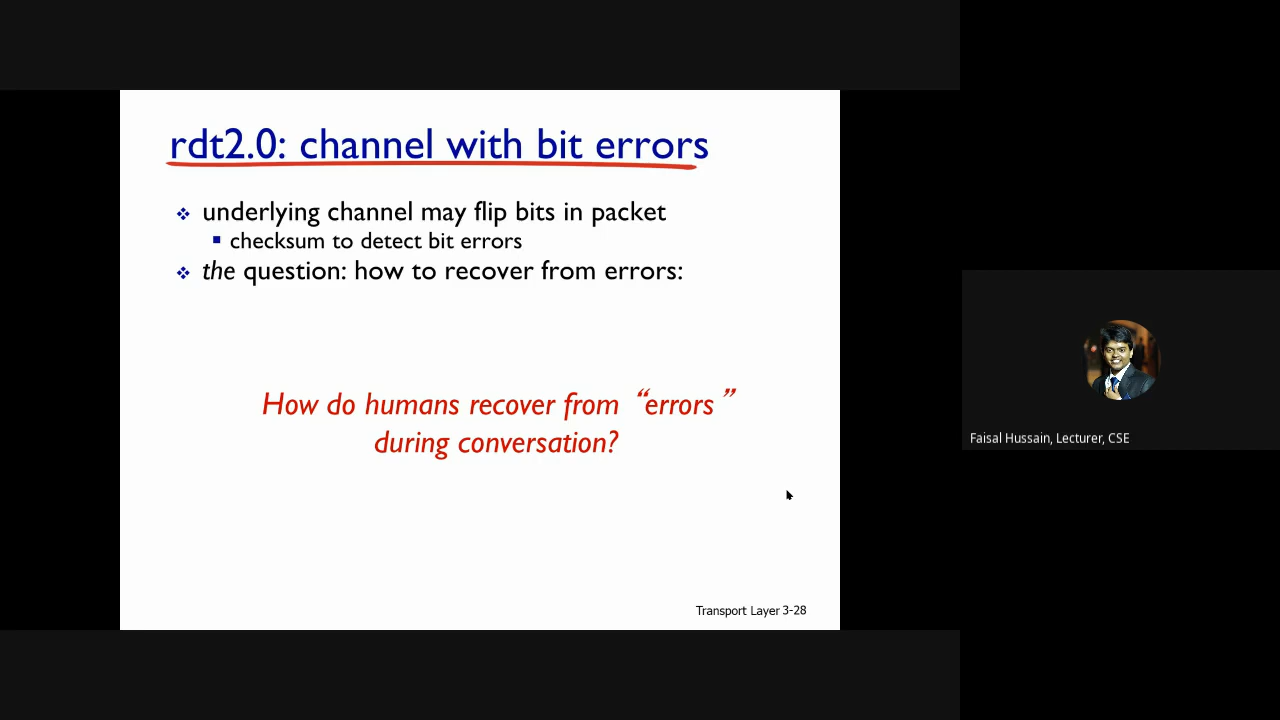 rdt2.0: channel with bit errors
❖ underlying channel may flip bits in packet
▪ checksum to detect bit errors
❖ the question: how to recover from errors:
How do humans recover from “errors”
during conversation?
Transport Layer 3-28
Faisal Hussain, Lecturer, CSE